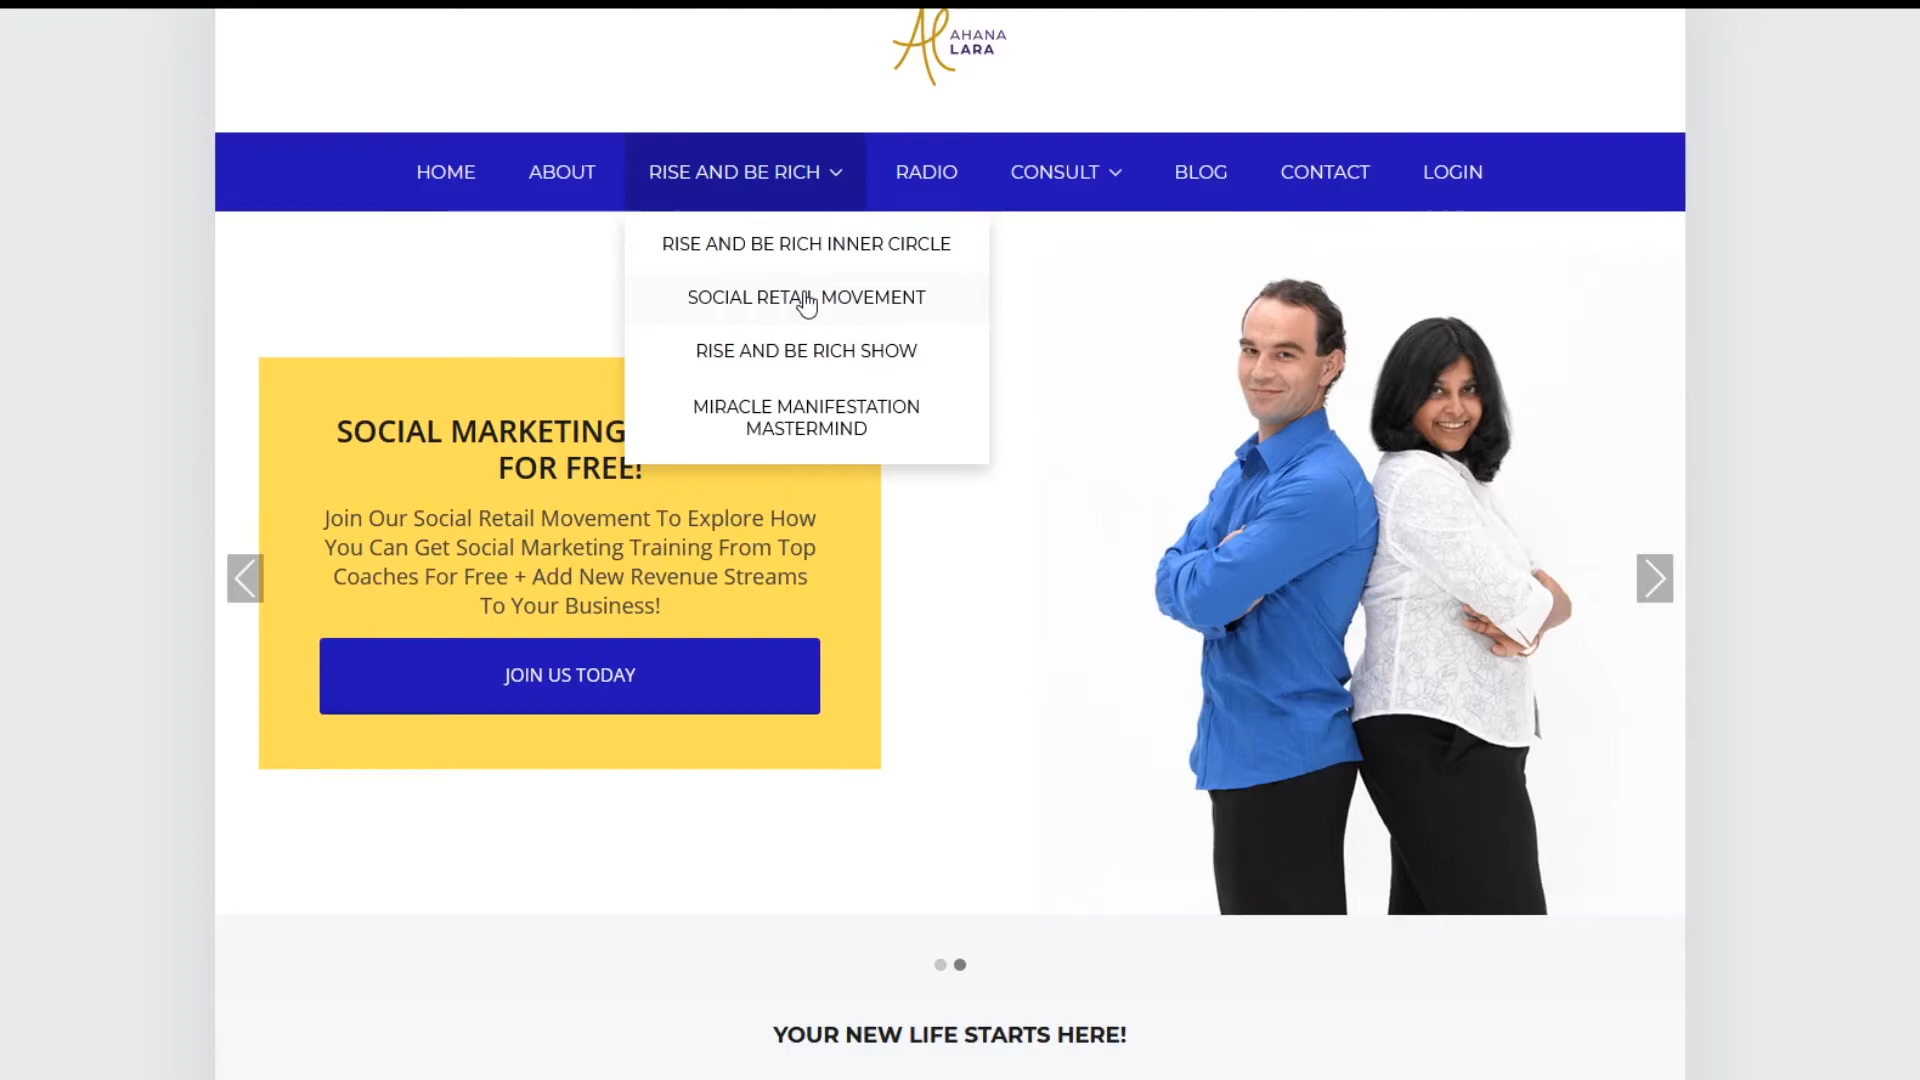 AHANA
LARA
HOME ABOUT RISE AND BE RICH RADIO CONSULT BLOG CONTACT LOGIN
RISE AND BE RICH INNER CIRCLE
SOCIAL RETAIL MOVEMENT
RISE AND BE RICH SHOW
MIRACLE MANIFESTATION
MASTERMIND
SOCIAL MARKETING
FOR FREE!
Join Our Social Retail Movement To Explore How
You Can Get Social Marketing Training From Top
Coaches For Free + Add New Revenue Streams
To Your Business!
JOIN US TODAY
YOUR NEW LIFE STARTS HERE!